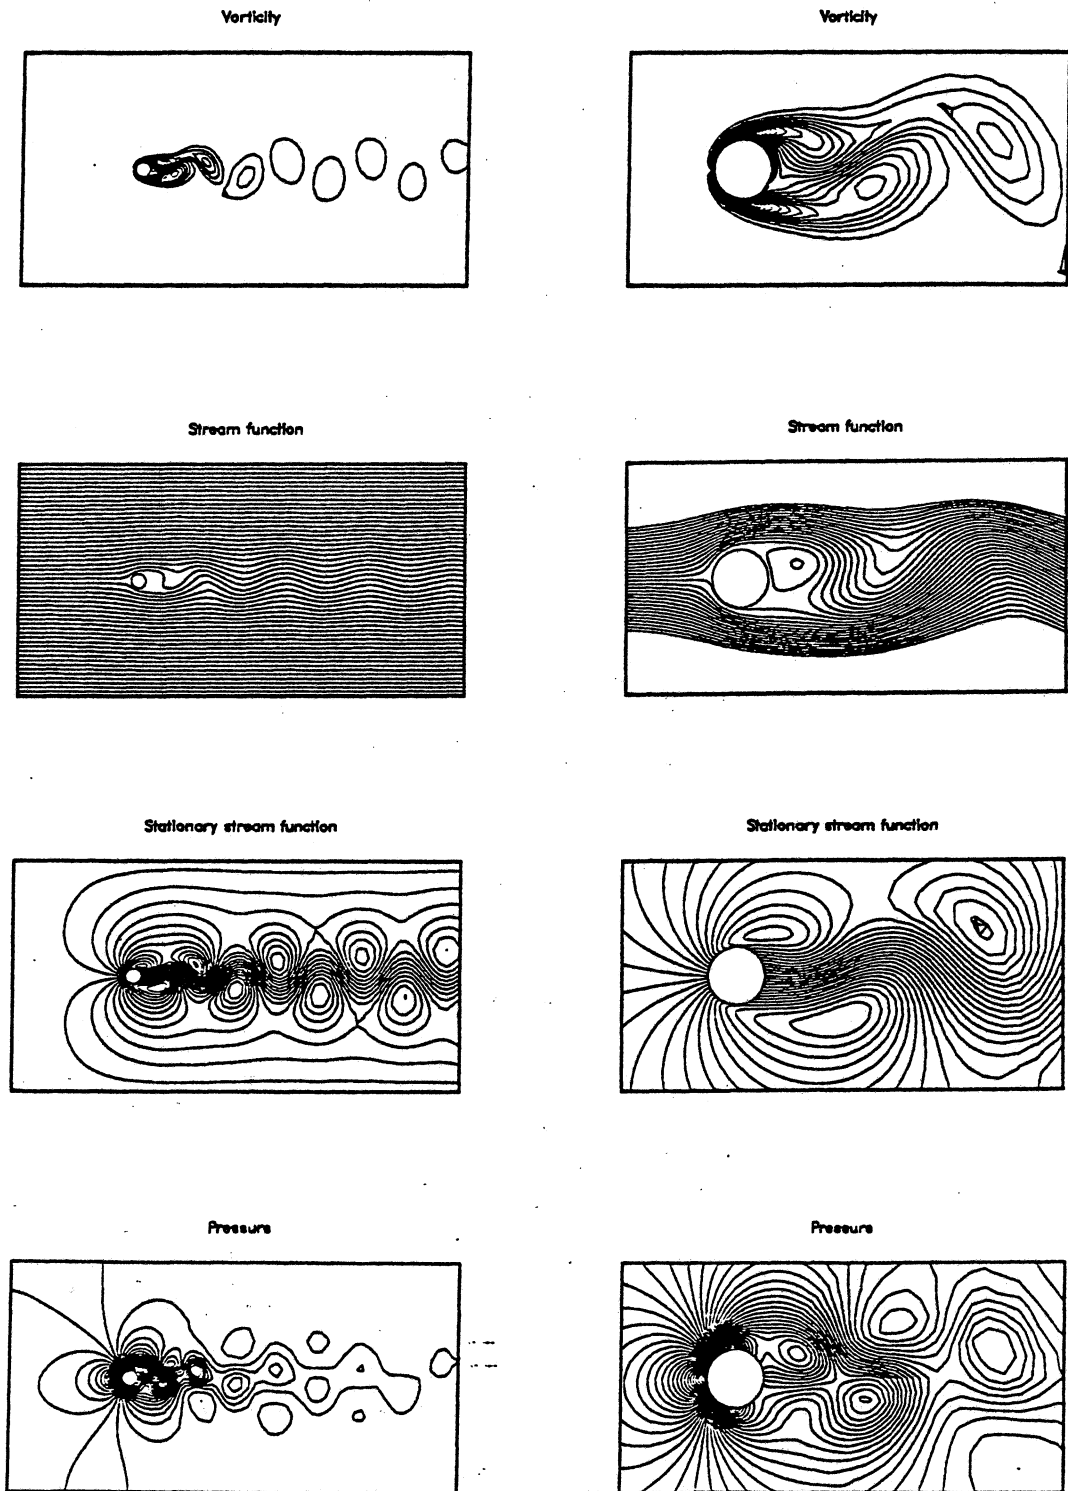 Vorticity
Vorticity
Stream function
Stream function
Stationary stream function
Stationary stream function
Pressure
Pressure